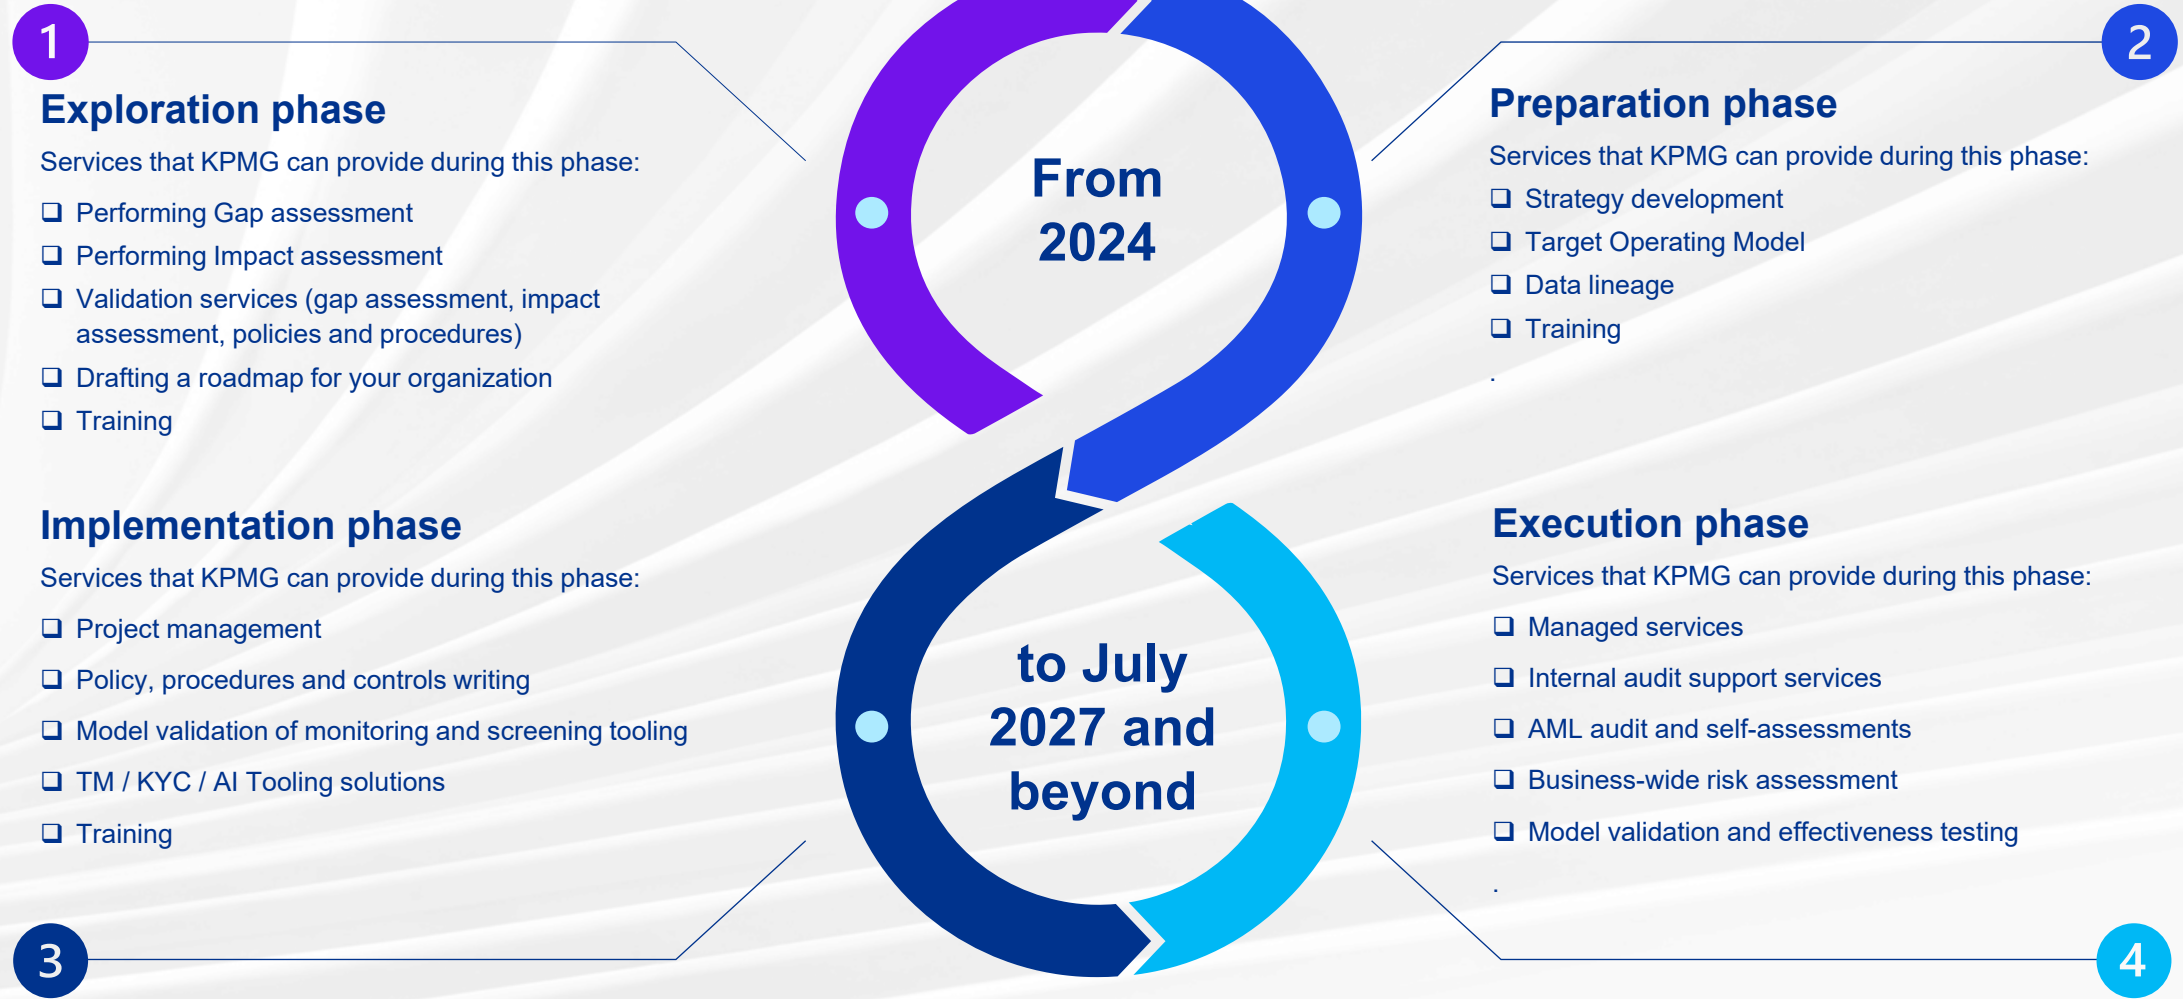 1
Exploration phase
Services that KPMG can provide during this phase:
❑ Performing Gap assessment
❑ Performing Impact assessment
❑ Validation services (gap assessment, impact
assessment, policies and procedures)
❑ Drafting a roadmap for your organization
❑ Training
From
2024
2
Preparation phase
Services that KPMG can provide during this phase:
❑ Strategy development
❑ Target Operating Model
❑ Data lineage
❑ Training
.
Implementation phase
Services that KPMG can provide during this phase:
❑ Project management
❑ Policy, procedures and controls writing
❑ Model validation of monitoring and screening tooling
❑ TM / KYC / AI Tooling solutions
❑ Training
3
to July
2027 and
beyond
Execution phase
Services that KPMG can provide during this phase:
❑ Managed services
❑ Internal audit support services
❑ AML audit and self-assessments
❑ Business-wide risk assessment
❑ Model validation and effectiveness testing
.
4